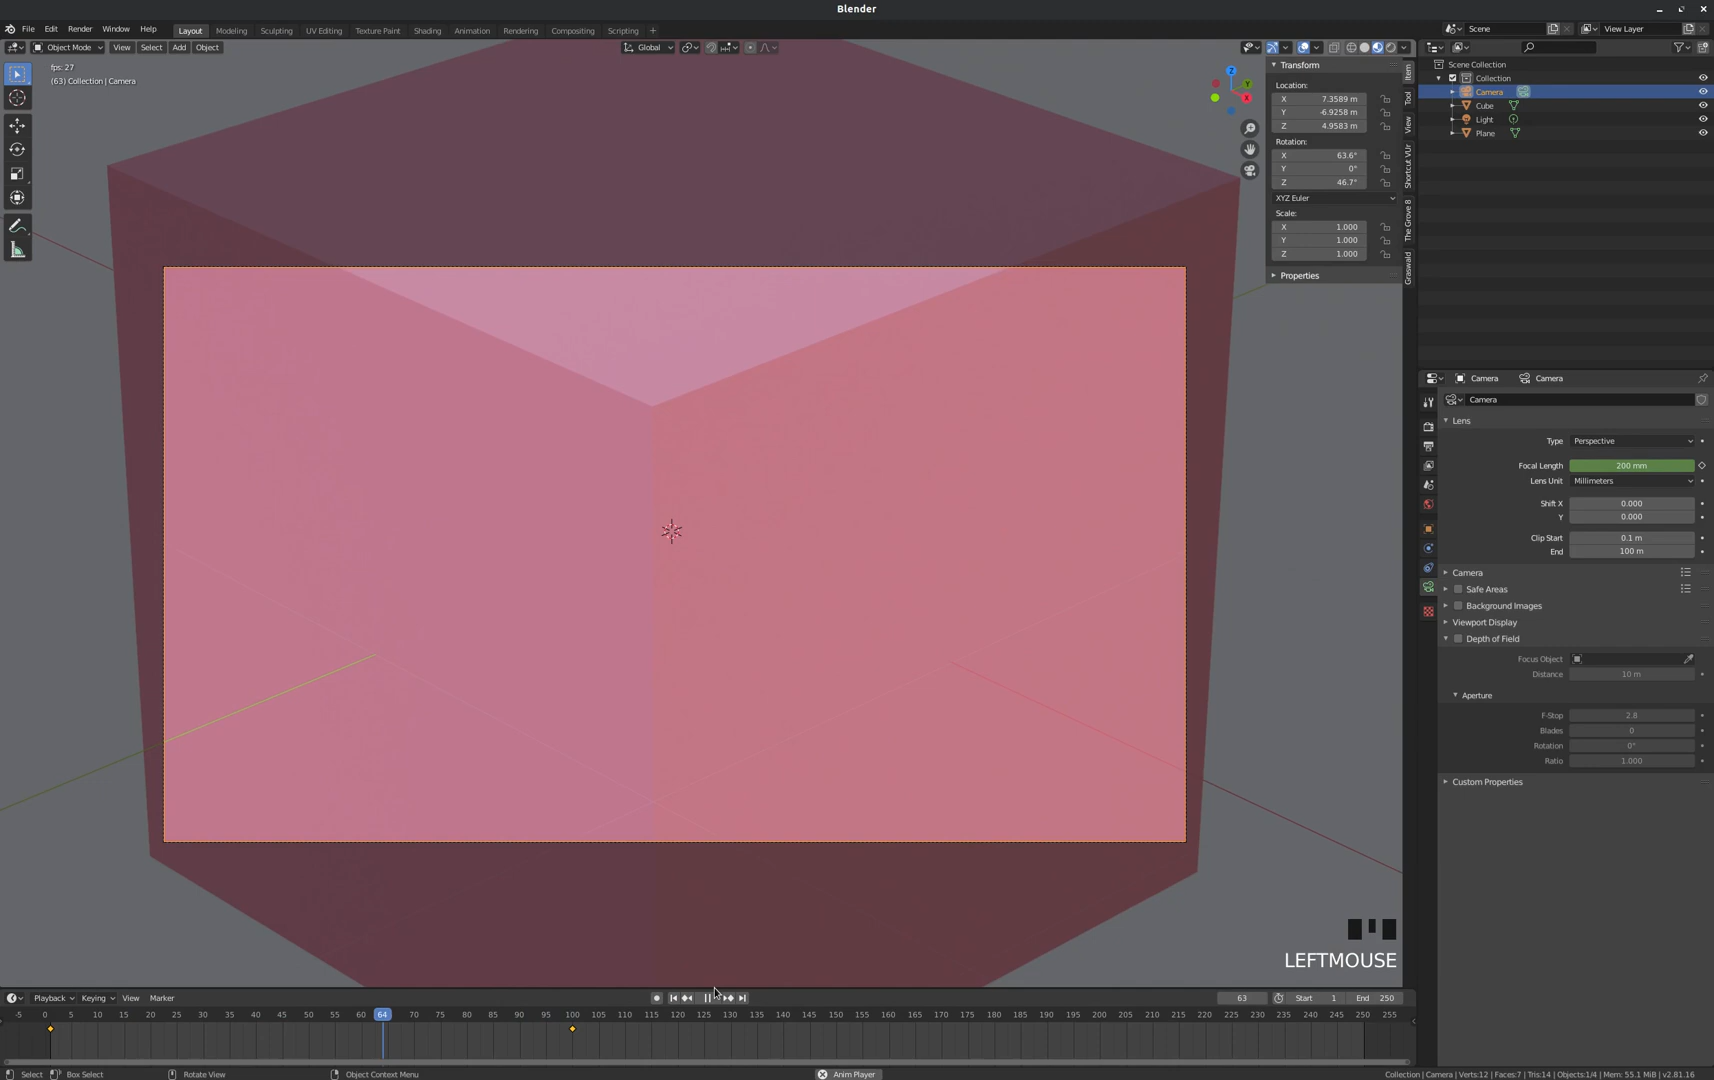 Blender
File Edit Render Window Help
Layout Modeling Sculpting UV Editing Texture Paint Shading Animation Rendering Compositing Scripting +
Scene
View Layer
Object Mode View Select Add Object
Global
fps: 27
(63) Collection | Camera
Z
Y
X
Transform
Location:
X 7.3589 m
Y -6.9258 m
Z 4.9583 m
Rotation:
X 63.6°
Y 0°
Z 46.7°
XYZ Euler
Scale:
X 1.000
Y 1.000
Z 1.000
Properties
Item
Tool
View
Shortcut VUr
The Grove 8
Graswald
Scene Collection
Collection
Camera
Cube
Light
Plane
Camera Camera
Camera
Lens
Type Perspective
Focal Length 200 mm
Lens Unit Millimeters
Shift X 0.000
Y 0.000
Clip Start 0.1 m
End 100 m
Camera
Safe Areas
Background Images
Viewport Display
Depth of Field
Focus Object
Distance 10 m
Aperture
F-Stop 2.8
Blades 0
Rotation 0°
Ratio 1.000
Custom Properties
LEFTMOUSE
Playback Keying View Marker
63 Start 1 End 250
-5 0 5 10 15 20 25 30 35 40 45 50 55 60 64 70 75 80 85 90 95 100 105 110 115 120 125 130 135 140 145 150 155 160 165 170 175 180 185 190 195 200 205 210 215 220 225 230 235 240 245 250 255
Select Box Select Rotate View Object Context Menu Anim Player Collection | Camera | Verts:12 | Faces:7 | Tris:14 | Objects:1/4 | Mem: 55.1 MiB | v2.81.16